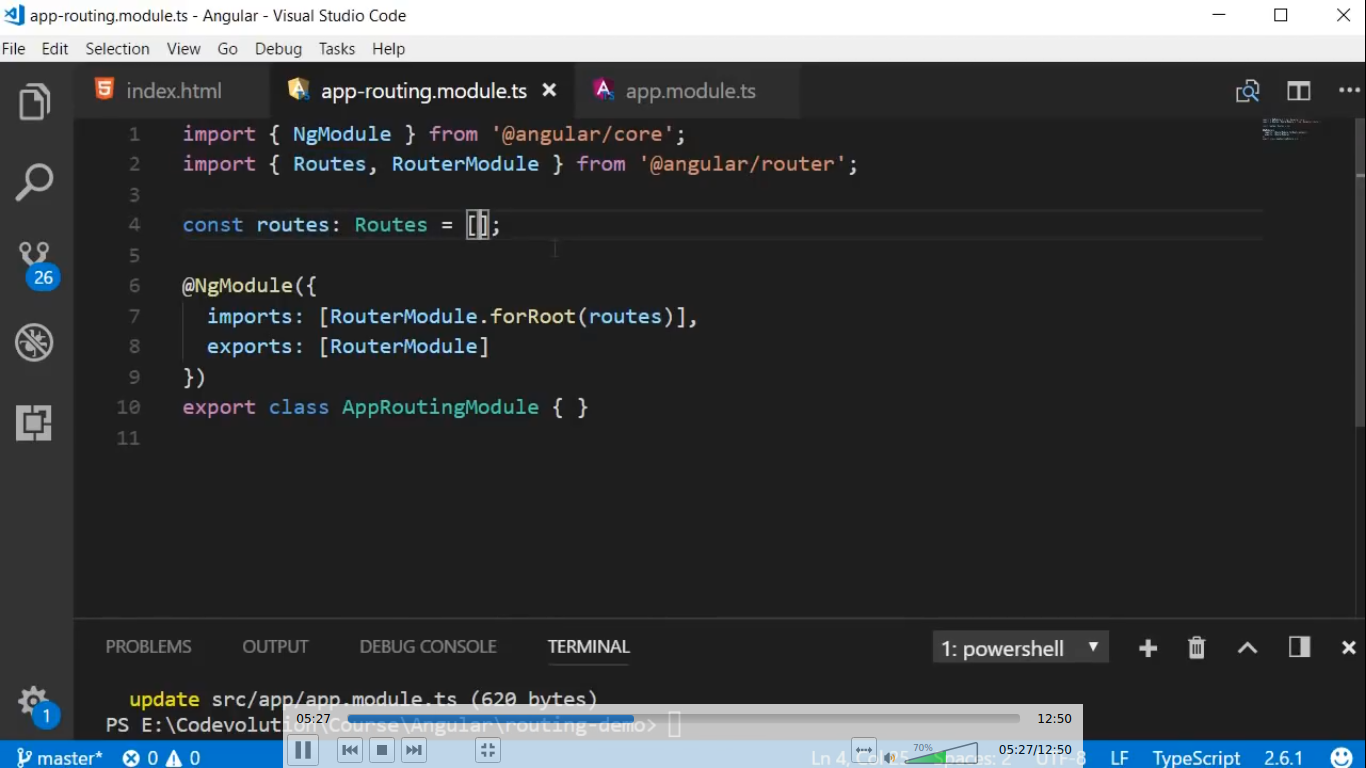 app-routing.module.ts - Angular - Visual Studio Code
File Edit Selection View Go Debug Tasks Help
index.html app-routing.module.ts app.module.ts
1 import { NgModule } from '@angular/core';
2 import { Routes, RouterModule } from '@angular/router';
3
4 const routes: Routes = [];
5
6 @NgModule({
7 imports: [RouterModule.forRoot(routes)],
8 exports: [RouterModule]
9 })
10 export class AppRoutingModule { }
11
26
PROBLEMS OUTPUT DEBUG CONSOLE TERMINAL 1: powershell
update src/app/app.module.ts (620 bytes)
PS E:\Codevolution\Course\Angular\routing-demo>
1
05:27 12:50
70% 05:27/12:50
master* 0 0 Ln 4, Col 25 Spaces: 2 UTF-8 LF TypeScript 2.6.1